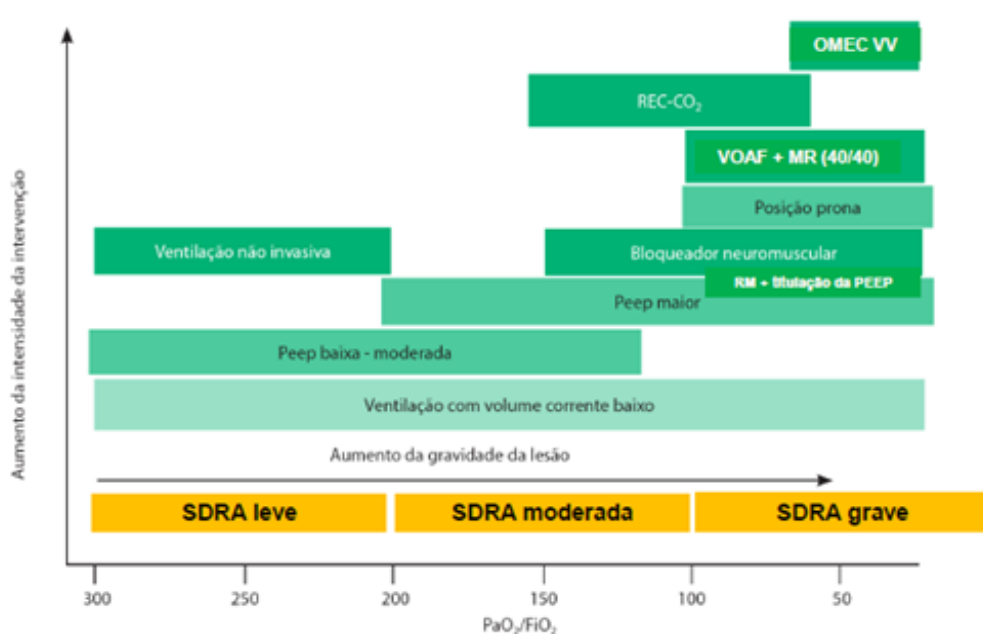 Aumento da intensidade da intervenção
OMEC VV
REC-CO₂
VOAF + MR (40/40)
Posição prona
Ventilação não invasiva
Bloqueador neuromuscular
RM + titulação da PEEP
Peep maior
Peep baixa - moderada
Ventilação com volume corrente baixo
Aumento da gravidade da lesão
SDRA leve
SDRA moderada
SDRA grave
300 250 200 150 100 50
PaO₂/FiO₂